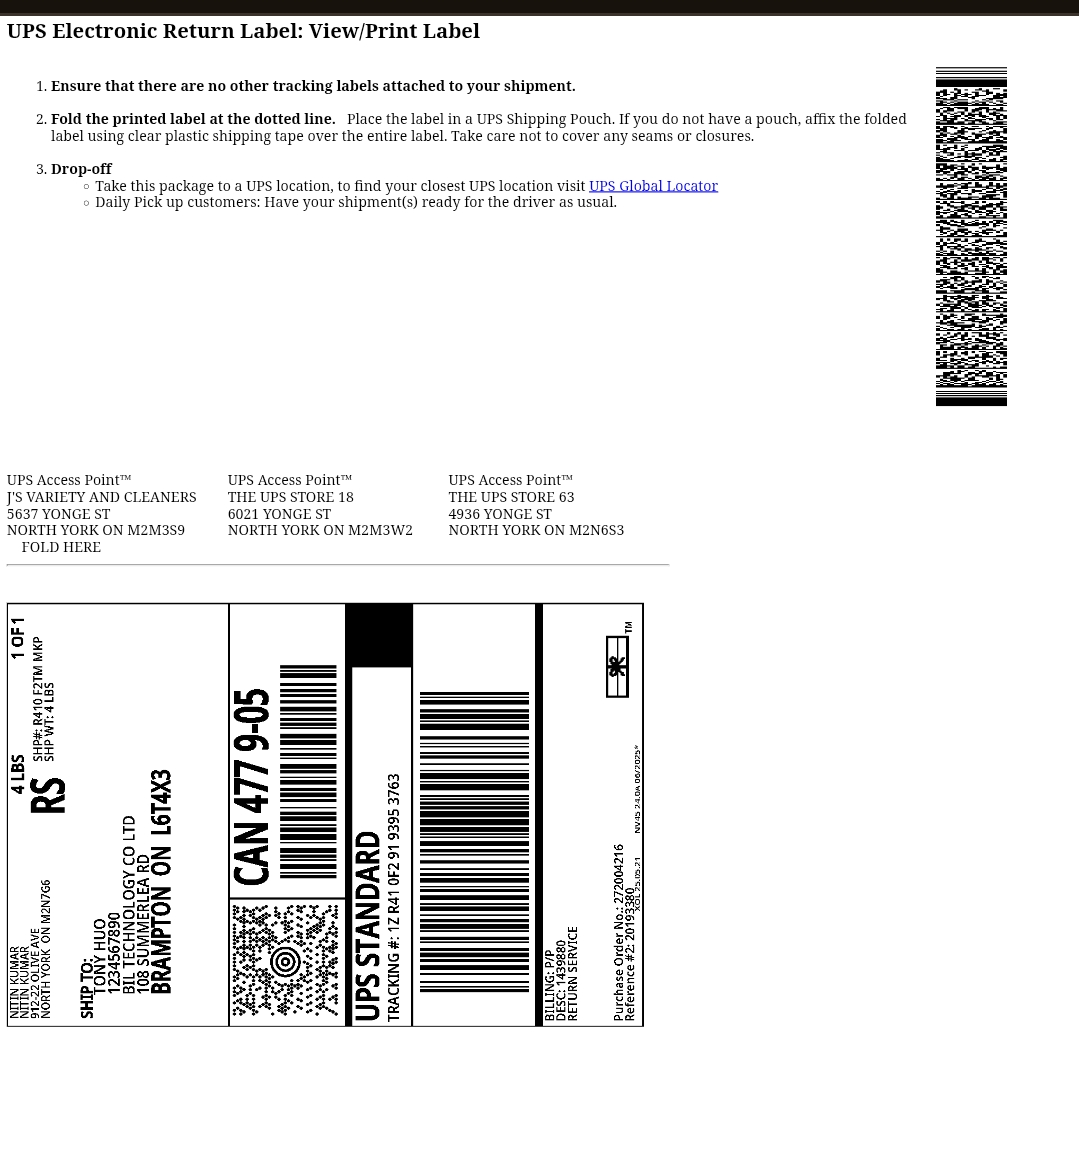 UPS Electronic Return Label: View/Print Label
1. Ensure that there are no other tracking labels attached to your shipment.
2. Fold the printed label at the dotted line. Place the label in a UPS Shipping Pouch. If you do not have a pouch, affix the folded
label using clear plastic shipping tape over the entire label. Take care not to cover any seams or closures.
3. Drop-off
Take this package to a UPS location, to find your closest UPS location visit UPS Global Locator
Daily Pick up customers: Have your shipment(s) ready for the driver as usual.
UPS Access Point™
J'S VARIETY AND CLEANERS
5637 YONGE ST
NORTH YORK ON M2M3S9
UPS Access Point™
THE UPS STORE 18
6021 YONGE ST
NORTH YORK ON M2M3W2
UPS Access Point™
THE UPS STORE 63
4936 YONGE ST
NORTH YORK ON M2N6S3
FOLD HERE
NITIN KUMAR
NITIN KUMAR
912-22 OLIVE AVE
NORTH YORK ON M2N7G6
4 LBS
1 OF 1
RS
SHP#: R410 F2TM MKP
SHP WT: 4 LBS
SHIP TO:
TONY HUO
1234567890
BIL TECHNOLOGY CO LTD
108 SUMMERLEA RD
BRAMPTON ON L6T4X3
CAN 477 9-05
UPS STANDARD
TRACKING #: 1Z R41 0F2 91 9395 3763
BILLING: P/P
DESC: 1439880
RETURN SERVICE
Purchase Order No.: 272004216
Reference #2: 20193380
XOL 25.05.21
NV45 24.0A 06/2025*
TM